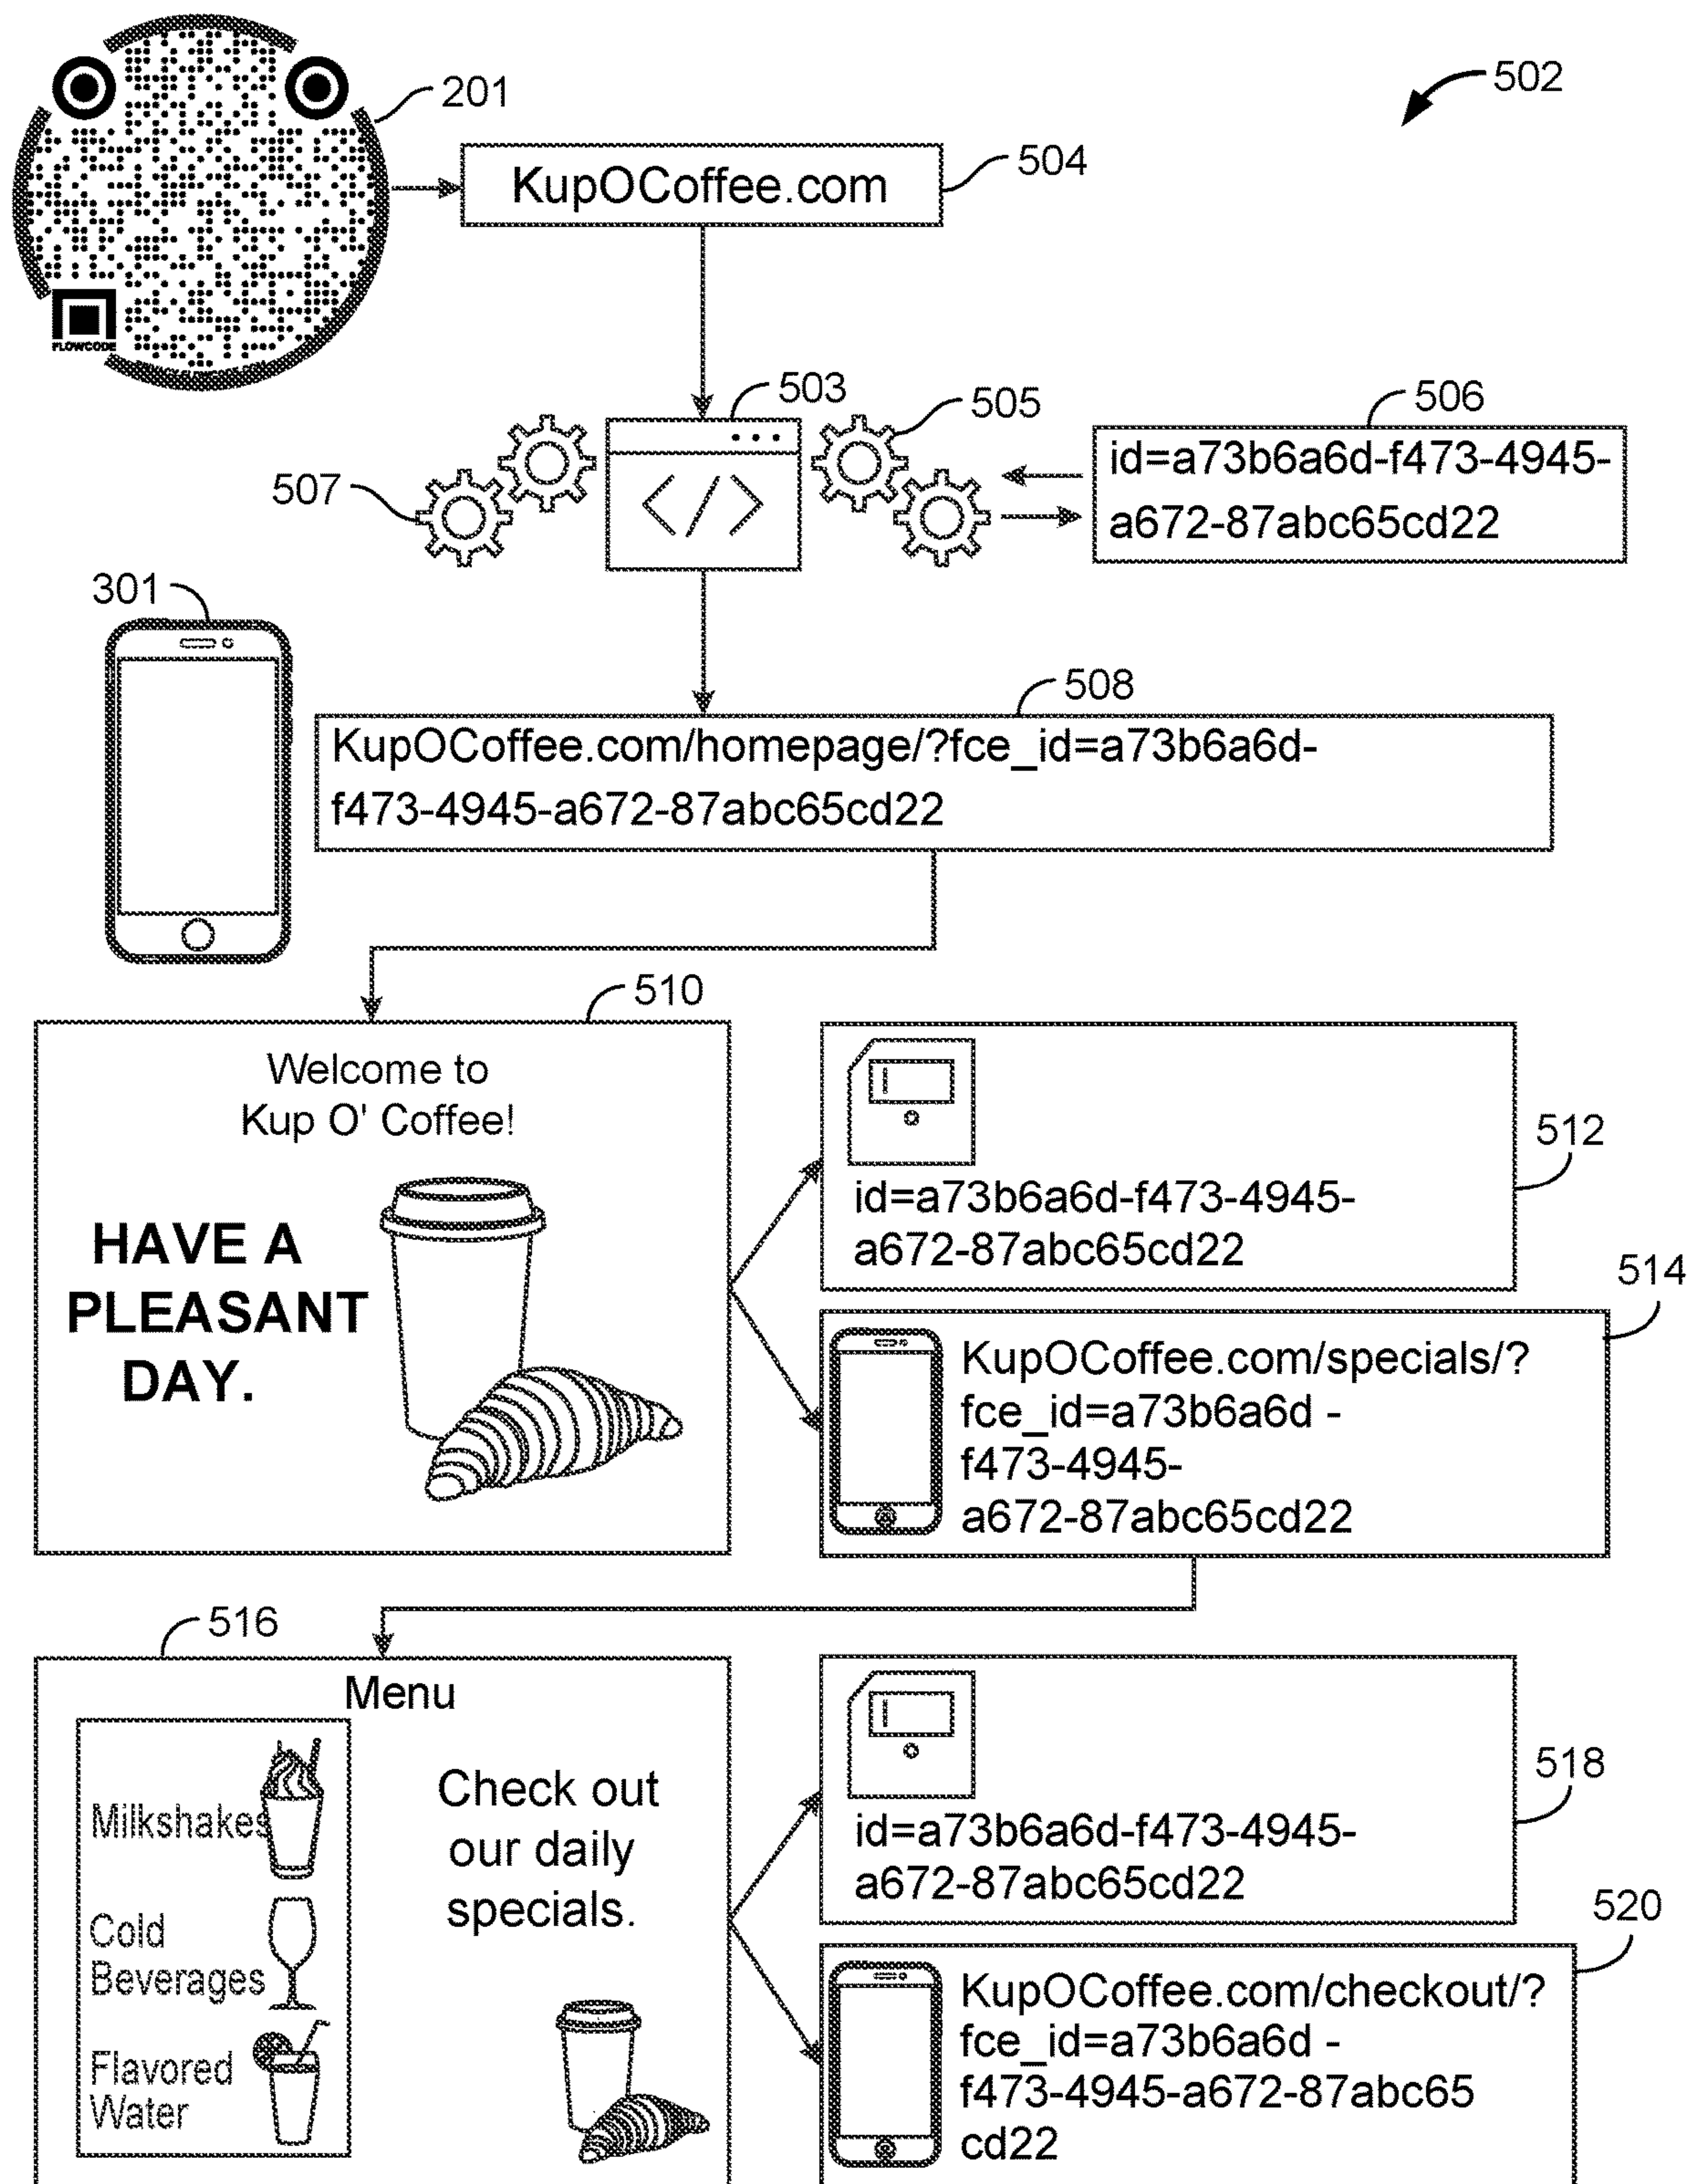 201
502
KupOCoffee.com
504
FLOWCODE
503
505
506
507
id=a73b6a6d-f473-4945-
a672-87abc65cd22
301
508
KupOCoffee.com/homepage/?fce_id=a73b6a6d-
f473-4945-a672-87abc65cd22
510
Welcome to
Kup O' Coffee!
HAVE A
PLEASANT
DAY.
512
id=a73b6a6d-f473-4945-
a672-87abc65cd22
514
KupOCoffee.com/specials/?
fce_id=a73b6a6d -
f473-4945-
a672-87abc65cd22
516
Menu
Milkshakes
Cold
Beverages
Flavored
Water
Check out
our daily
specials.
518
id=a73b6a6d-f473-4945-
a672-87abc65cd22
520
KupOCoffee.com/checkout/?
fce_id=a73b6a6d -
f473-4945-a672-87abc65
cd22